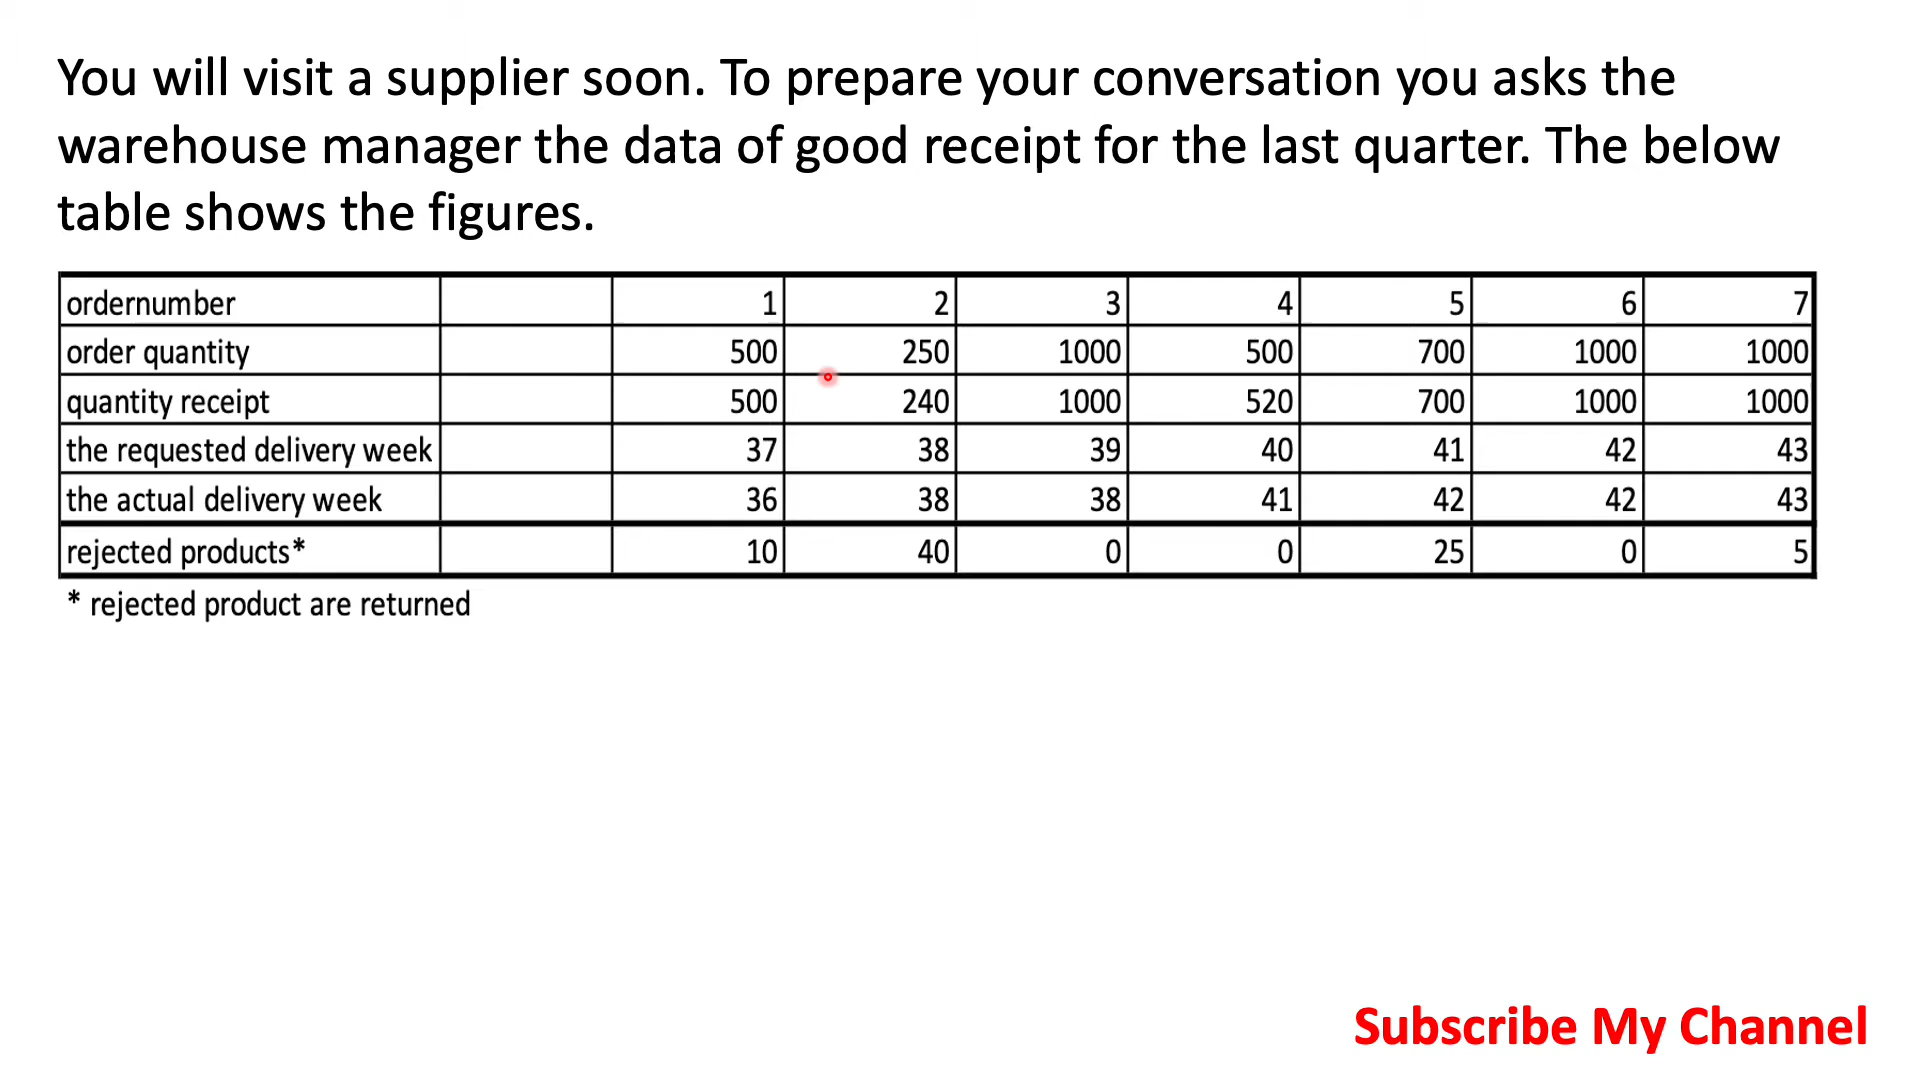 You will visit a supplier soon. To prepare your conversation you asks the
warehouse manager the data of good receipt for the last quarter. The below
table shows the figures.
ordernumber 1 2 3 4 5 6 7
order quantity 500 250 1000 500 700 1000 1000
quantity receipt 500 240 1000 520 700 1000 1000
the requested delivery week 37 38 39 40 41 42 43
the actual delivery week 36 38 38 41 42 42 43
rejected products* 10 40 0 0 25 0 5
* rejected product are returned
Subscribe My Channel